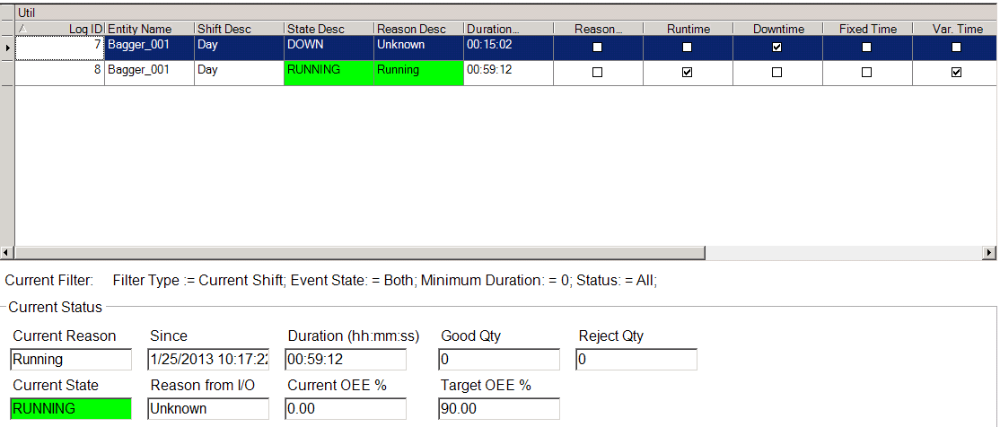 Util
Log ID Entity Name Shift Desc State Desc Reason Desc Duration... Reason... Runtime Downtime Fixed Time Var. Time
7 Bagger_001 Day DOWN Unknown 00:15:02
8 Bagger_001 Day RUNNING Running 00:59:12
Current Filter: Filter Type := Current Shift; Event State: = Both; Minimum Duration: = 0; Status: = All;
Current Status
Current Reason Since Duration (hh:mm:ss) Good Qty Reject Qty
Running 1/25/2013 10:17:22 00:59:12 0 0
Current State Reason from I/O Current OEE % Target OEE %
RUNNING Unknown 0.00 90.00